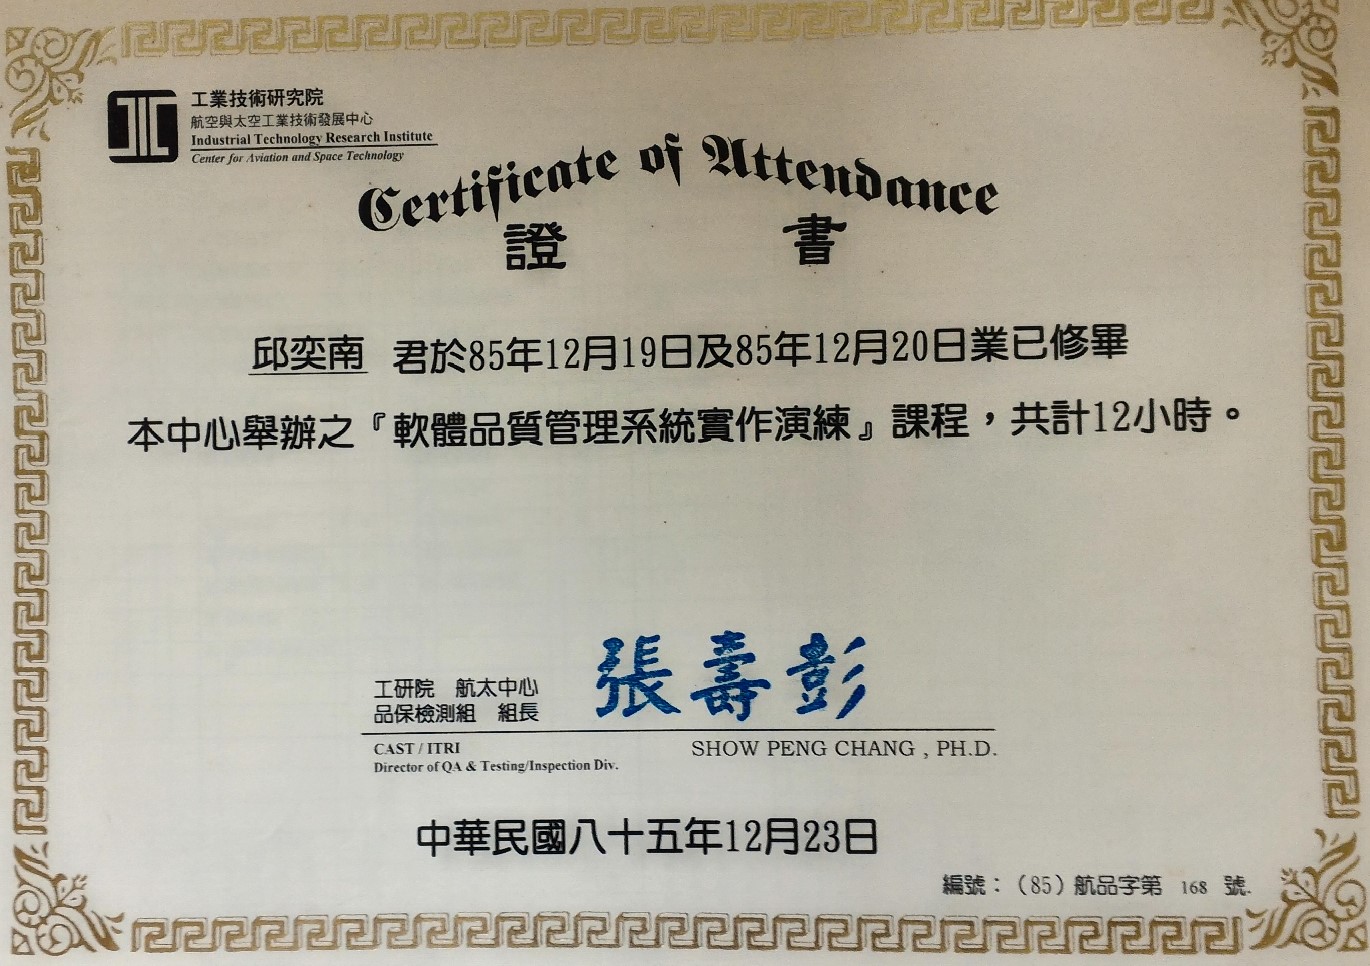 工業技術研究院
航空與太空工業技術發展中心
Industrial Technology Research Institute
Center for Aviation and Space Technology
Certificate of Attendance
證 書
邱奕南 君於85年12月19日及85年12月20日業已修畢
本中心舉辦之『軟體品質管理系統實作演練』課程，共計12小時。
工研院 航太中心
品保檢測組 組長
張壽彭
CAST / ITRI
SHOW PENG CHANG , PH.D.
Director of QA & Testing/Inspection Div.
中華民國八十五年12月23日
編號：（85）航品字第 168 號.